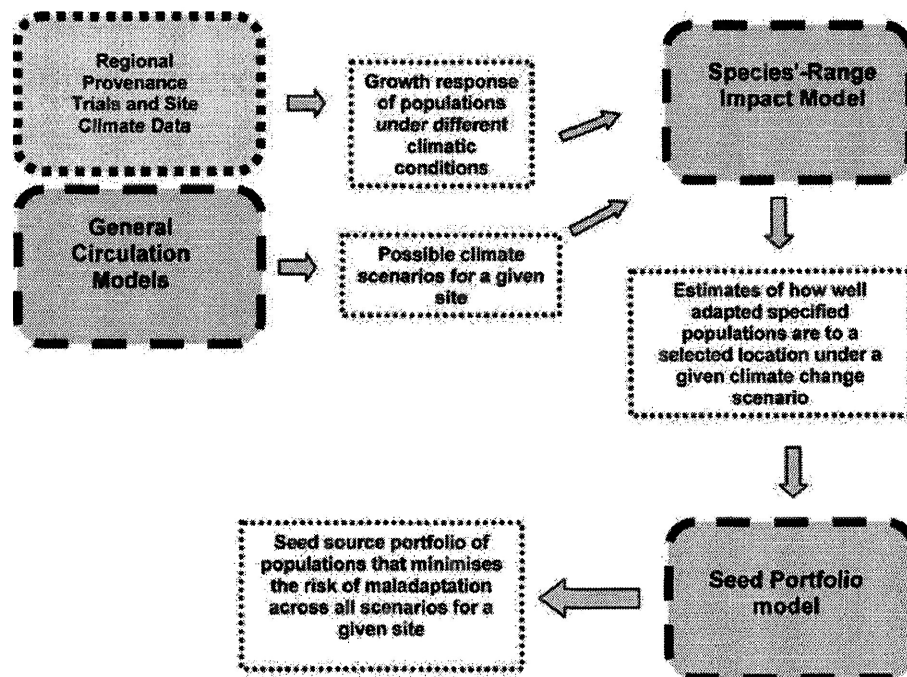 Regional
Provenance
Trials and Site
Climate Data
Growth response
of populations
under different
climatic
conditions
Species'-Range
Impact Model
General
Circulation
Models
Possible climate
scenarios for a given
site
Estimates of how well
adapted specified
populations are to a
selected location under a
given climate change
scenario
Seed Portfolio
model
Seed source portfolio of
populations that minimises
the risk of maladaptation
across all scenarios for a
given site